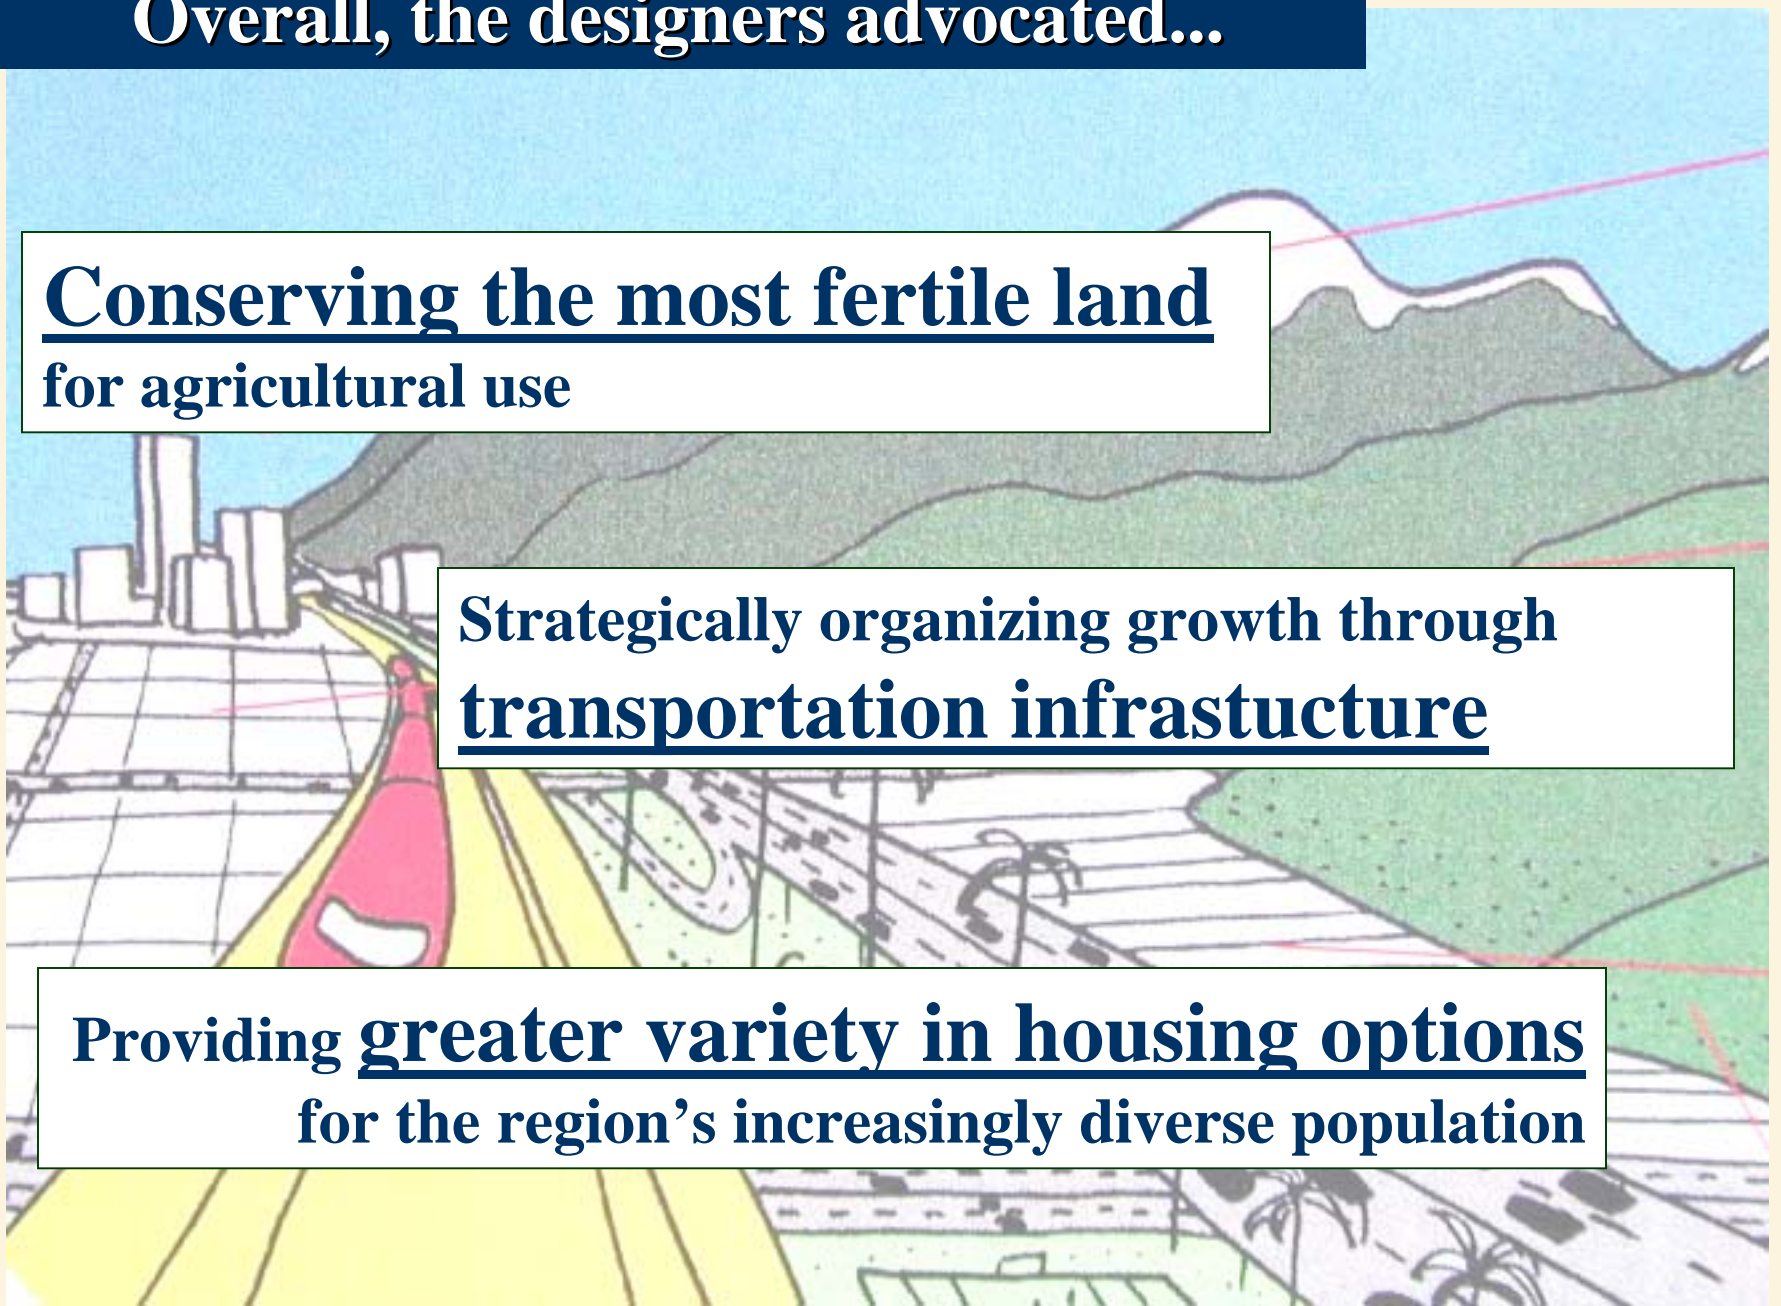 Overall, the designers advocated...
Conserving the most fertile land
for agricultural use
Strategically organizing growth through
transportation infrastucture
Providing greater variety in housing options
for the region’s increasingly diverse population